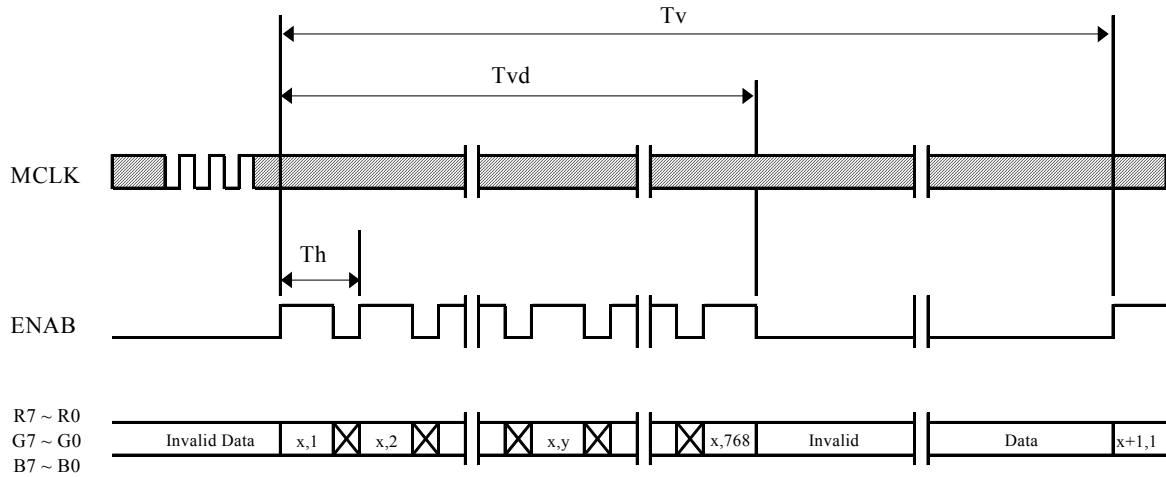 Tv
Tvd
MCLK
Th
ENAB
R7 ~ R0
G7 ~ G0
B7 ~ B0
Invalid Data x,1 x,2 x,y x,768 Invalid Data x+1,1